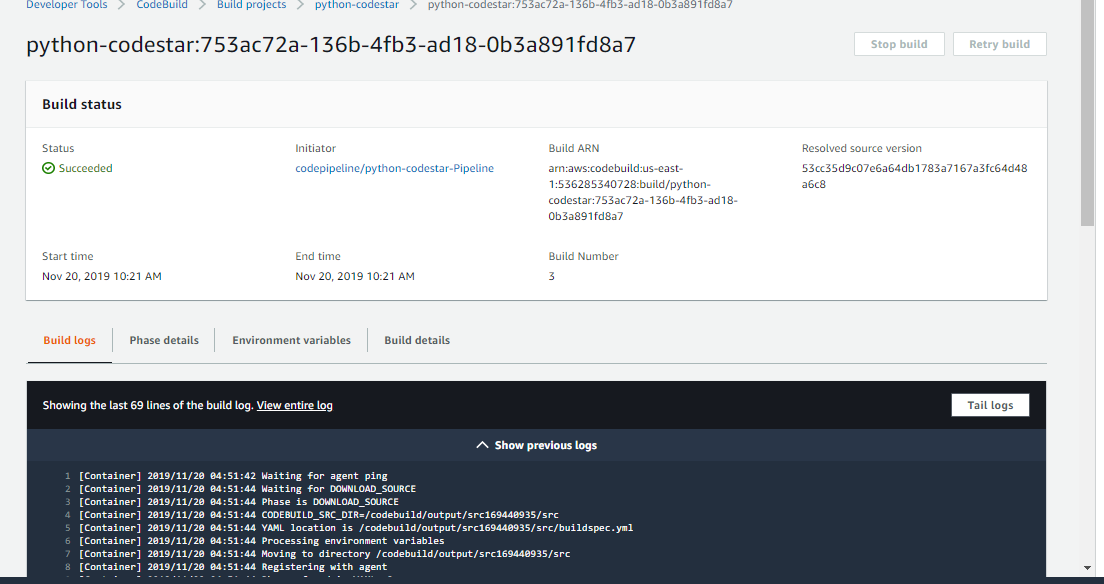 Developer Tools > CodeBuild > Build projects > python-codestar > python-codestar:753ac72a-136b-4fb3-ad18-0b3a891fd8a7
python-codestar:753ac72a-136b-4fb3-ad18-0b3a891fd8a7
Stop build Retry build
Build status
Status Initiator Build ARN Resolved source version
Succeeded codepipeline/python-codestar-Pipeline arn:aws:codebuild:us-east- 53cc35d9c07e6a64db1783a7167a3fc64d48
1:536285340728:build/python- a6c8
codestar:753ac72a-136b-4fb3-ad18-
0b3a891fd8a7
Start time End time Build Number
Nov 20, 2019 10:21 AM Nov 20, 2019 10:21 AM 3
Build logs Phase details Environment variables Build details
Showing the last 69 lines of the build log. View entire log Tail logs
Show previous logs
1 [Container] 2019/11/20 04:51:42 Waiting for agent ping
2 [Container] 2019/11/20 04:51:44 Waiting for DOWNLOAD_SOURCE
3 [Container] 2019/11/20 04:51:44 Phase is DOWNLOAD_SOURCE
4 [Container] 2019/11/20 04:51:44 CODEBUILD_SRC_DIR=/codebuild/output/src169440935/src
5 [Container] 2019/11/20 04:51:44 YAML location is /codebuild/output/src169440935/src/buildspec.yml
6 [Container] 2019/11/20 04:51:44 Processing environment variables
7 [Container] 2019/11/20 04:51:44 Moving to directory /codebuild/output/src169440935/src
8 [Container] 2019/11/20 04:51:44 Registering with agent